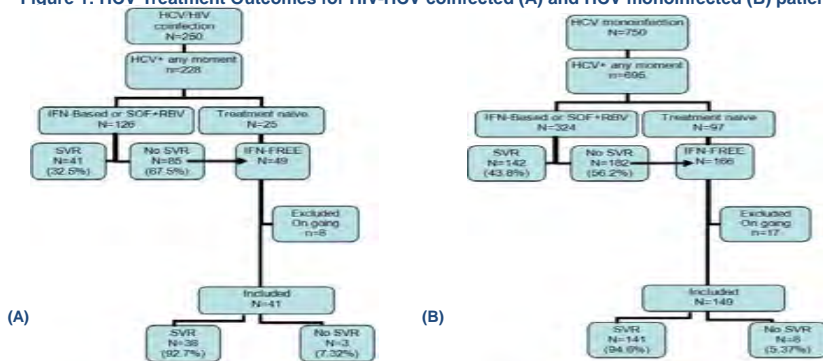 Figure 1. HCV Treatment Outcomes for HIV-HCV coinfected (A) and HCV monoinfected (B) patien
HCV/HIV
coinfection
N=250
HCV+ any moment
n=228
IFN-Based or SOF+RBV
N=126
Treatment naive
N=25
SVR
N=41
(32.5%)
No SVR
N=85
(67.5%)
IFN-FREE
N=49
Excluded
On going
n=8
Included
N=41
SVR
N=38
(92.7%)
No SVR
N=3
(7.32%)
(A)
HCV monoinfection
N=750
HCV+ any moment
n=695
IFN-Based or SOF+RBV
N=324
Treatment naive
N=97
SVR
N=142
(43.8%)
No SVR
N=182
(56.2%)
IFN-FREE
N=166
Excluded
On going
n=17
Included
N=149
SVR
N=141
(94.6%)
No SVR
N=8
(5.37%)
(B)